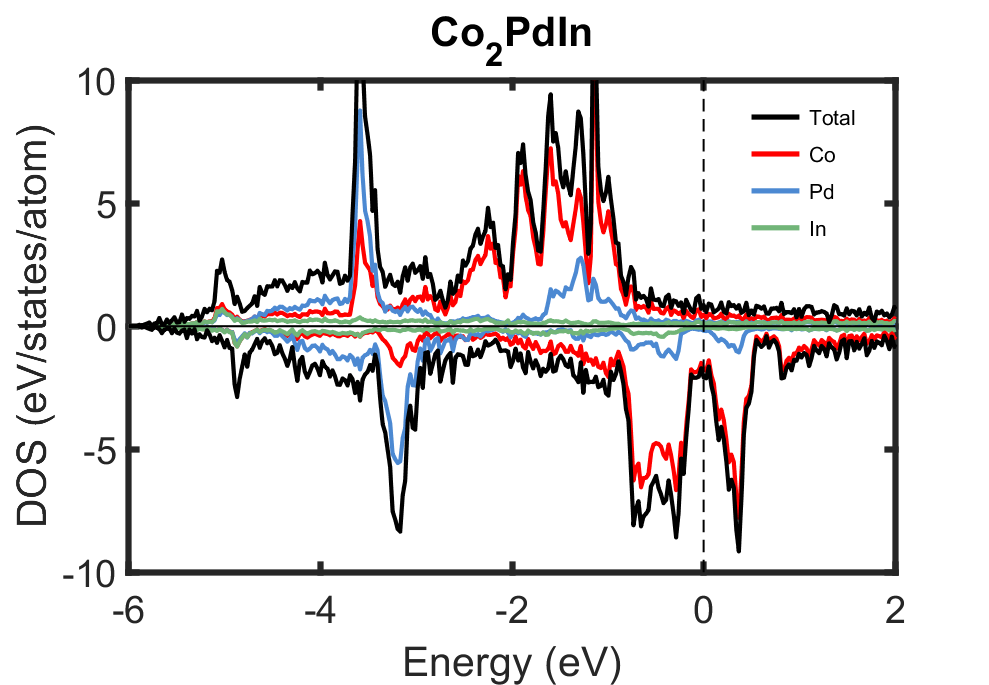 Co2PdIn
DOS (eV/states/atom)
10
5
0
-5
-10
Total
Co
Pd
In
-6 -4 -2 0 2
Energy (eV)